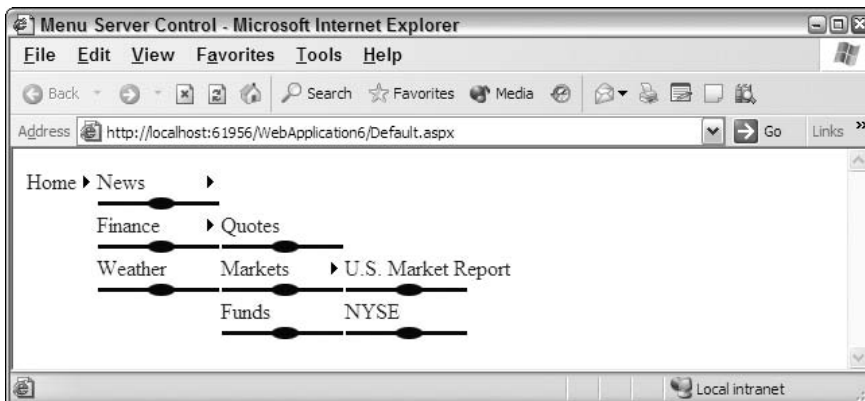 Menu Server Control - Microsoft Internet Explorer
File Edit View Favorites Tools Help
Back Search Favorites Media
Address http://localhost:61956/WebApplication6/Default.aspx Go Links »
Home News
Finance Quotes
Weather Markets U.S. Market Report
Funds NYSE
Local intranet